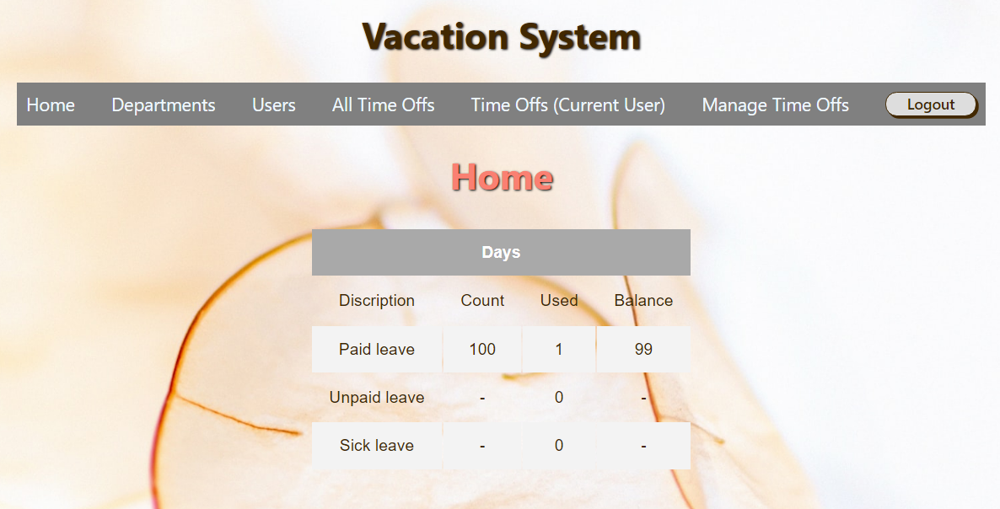 Vacation System
Home Departments Users All Time Offs Time Offs (Current User) Manage Time Offs Logout
Home
Days
Discription Count Used Balance
Paid leave 100 1 99
Unpaid leave - 0 -
Sick leave - 0 -